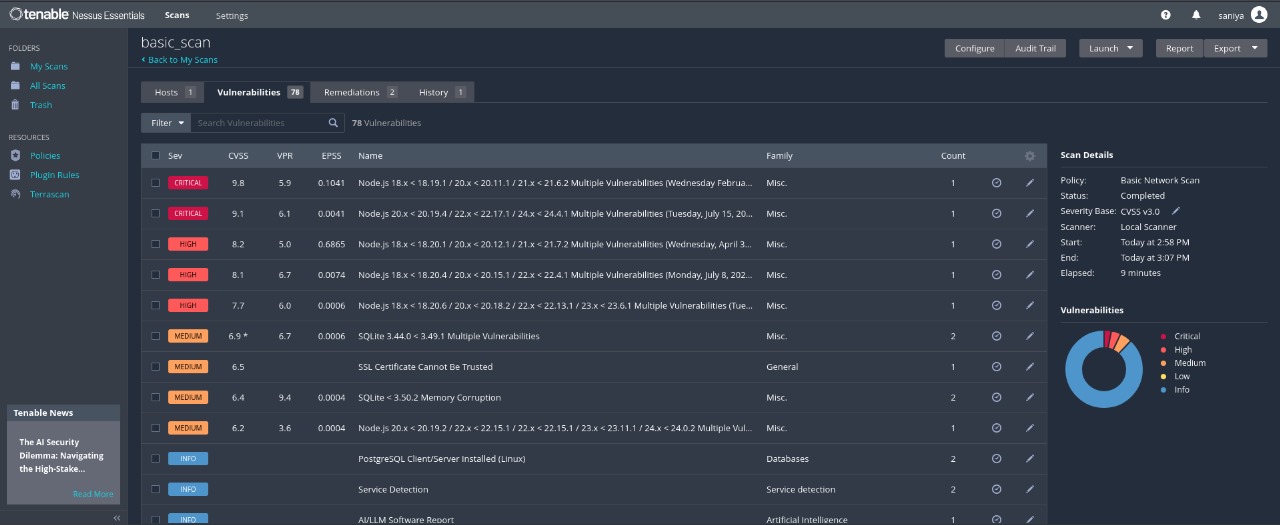 tenable Nessus Essentials Scans Settings saniya
FOLDERS
My Scans
All Scans
Trash
RESOURCES
Policies
Plugin Rules
Terrascan
Tenable News
The AI Security
Dilemma: Navigating
the High-Stake...
Read More
basic_scan
Back to My Scans
Configure Audit Trail Launch Report Export
Hosts 1 Vulnerabilities 78 Remediations 2 History 1
Filter Search Vulnerabilities 78 Vulnerabilities
Sev CVSS VPR EPSS Name Family Count
CRITICAL 9.8 5.9 0.1041 Node.js 18.x < 18.19.1 / 20.x < 20.11.1 / 21.x < 21.6.2 Multiple Vulnerabilities (Wednesday Februa... Misc. 1
CRITICAL 9.1 6.1 0.0041 Node.js 20.x < 20.19.4 / 22.x < 22.17.1 / 24.x < 24.4.1 Multiple Vulnerabilities (Tuesday, July 15, 20... Misc. 1
HIGH 8.2 5.0 0.6865 Node.js 18.x < 18.20.1 / 20.x < 20.12.1 / 21.x < 21.7.2 Multiple Vulnerabilities (Wednesday, April 3... Misc. 1
HIGH 8.1 6.7 0.0074 Node.js 18.x < 18.20.4 / 20.x < 20.15.1 / 22.x < 22.4.1 Multiple Vulnerabilities (Monday, July 8, 202... Misc. 1
HIGH 7.7 6.0 0.0006 Node.js 18.x < 18.20.6 / 20.x < 20.18.2 / 22.x < 22.13.1 / 23.x < 23.6.1 Multiple Vulnerabilities (Tue... Misc. 1
MEDIUM 6.9 * 6.7 0.0006 SQLite 3.44.0 < 3.49.1 Multiple Vulnerabilities Misc. 2
MEDIUM 6.5 SSL Certificate Cannot Be Trusted General 1
MEDIUM 6.4 9.4 0.0004 SQLite < 3.50.2 Memory Corruption Misc. 2
MEDIUM 6.2 3.6 0.0004 Node.js 20.x < 20.19.2 / 22.x < 22.15.1 / 22.x < 22.15.1 / 23.x < 23.11.1 / 24.x < 24.0.2 Multiple Vul... Misc. 1
INFO PostgreSQL Client/Server Installed (Linux) Databases 2
INFO Service Detection Service detection 2
INFO AI/LLM Software Report Artificial Intelligence 1
Scan Details
Policy: Basic Network Scan
Status: Completed
Severity Base: CVSS v3.0
Scanner: Local Scanner
Start: Today at 2:58 PM
End: Today at 3:07 PM
Elapsed: 9 minutes
Vulnerabilities
Critical
High
Medium
Low
Info